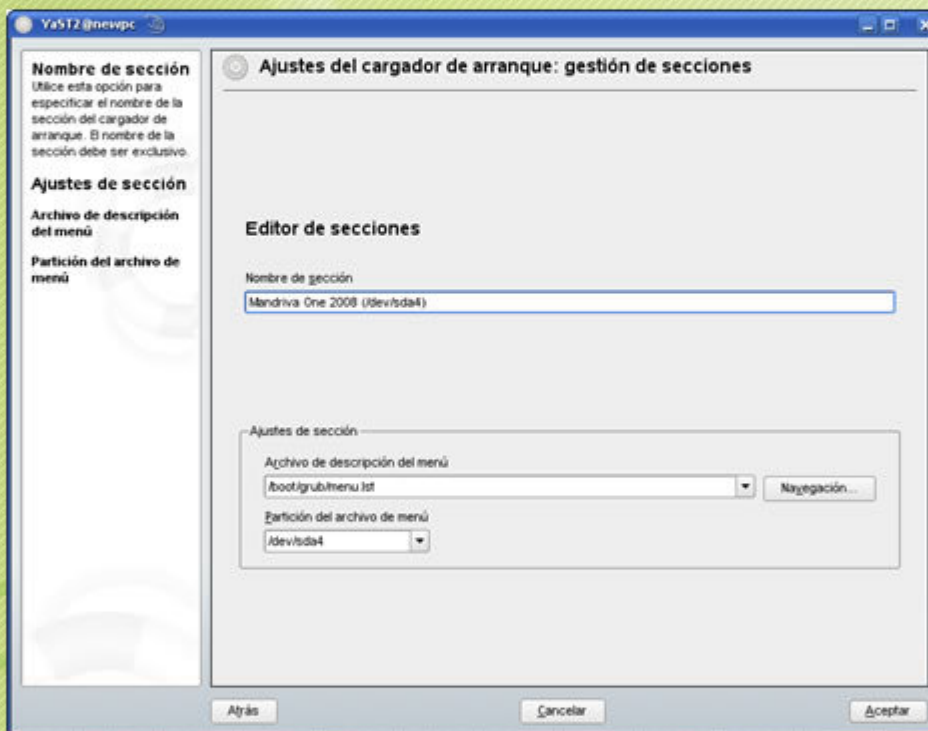 YaST2@newpc
Nombre de sección
Utilice esta opción para
especificar el nombre de la
sección del cargador de
arranque. El nombre de la
sección debe ser exclusivo.
Ajustes de sección
Archivo de descripción
del menú
Partición del archivo de
menú
Ajustes del cargador de arranque: gestión de secciones
Editor de secciones
Nombre de sección
Mandriva One 2008 (/dev/sda4)
Ajustes de sección
Archivo de descripción del menú
/boot/grub/menu.lst
Navegación...
Partición del archivo de menú
/dev/sda4
Atrás
Cancelar
Aceptar